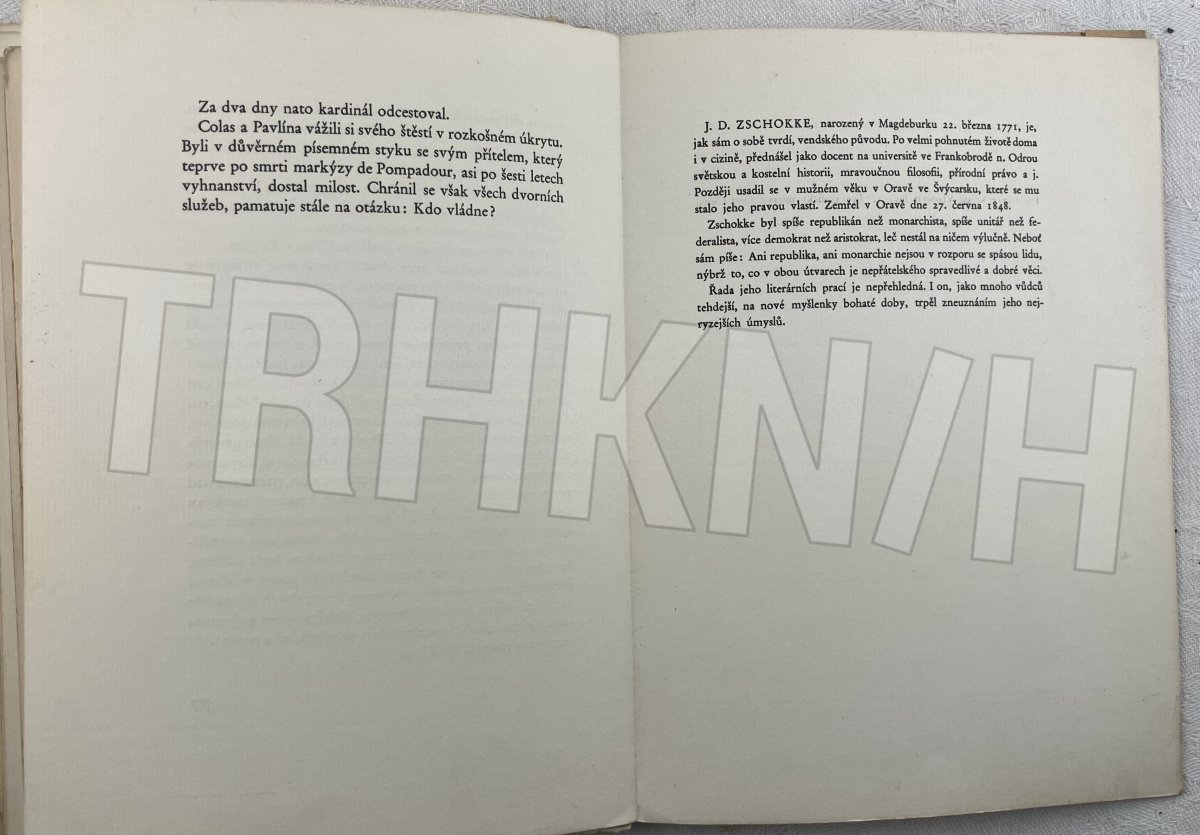 Za dva dny nato kardinál odcestoval.
Colas a Pavlína vážili si svého štěstí v rozkošném úkrytu.
Byli v důvěrném písemném styku se svým přítelem, který
teprve po smrti markýzy de Pompadour, asi po šesti letech
vyhnanství, dostal milost. Chránil se však všech dvorních
služeb, pamatuje stále na otázku: Kdo vládne?
J. D. ZSCHOKKE, narozený v Magdeburku 22. března 1771, je,
jak sám o sobě tvrdí, vendského původu. Po velmi pohnutém životě doma
i v cizině, přednášel jako docent na universitě ve Frankobrodě n. Odrou
světskou a kostelní historii, mravoučnou filosofii, přírodní právo a j.
Později usadil se v mužném věku v Oravě ve Švýcarsku, které se mu
stalo jeho pravou vlastí. Zemřel v Oravě dne 27. června 1848.
Zschokke byl spíše republikán než monarchista, spíše unitář než fe-
deralista, více demokrat než aristokrat, leč nestál na ničem výlučně. Neboť
sám píše: Ani republika, ani monarchie nejsou v rozporu se spásou lidu,
nýbrž to, co v obou útvarech je nepřátelského spravedlivé a dobré věci.
Řada jeho literárních prací je nepřehledná. I on, jako mnoho vůdců
tehdejší, na nové myšlenky bohaté doby, trpěl zneuznáním jeho nej-
ryzejších úmyslů.
TRHKN/H